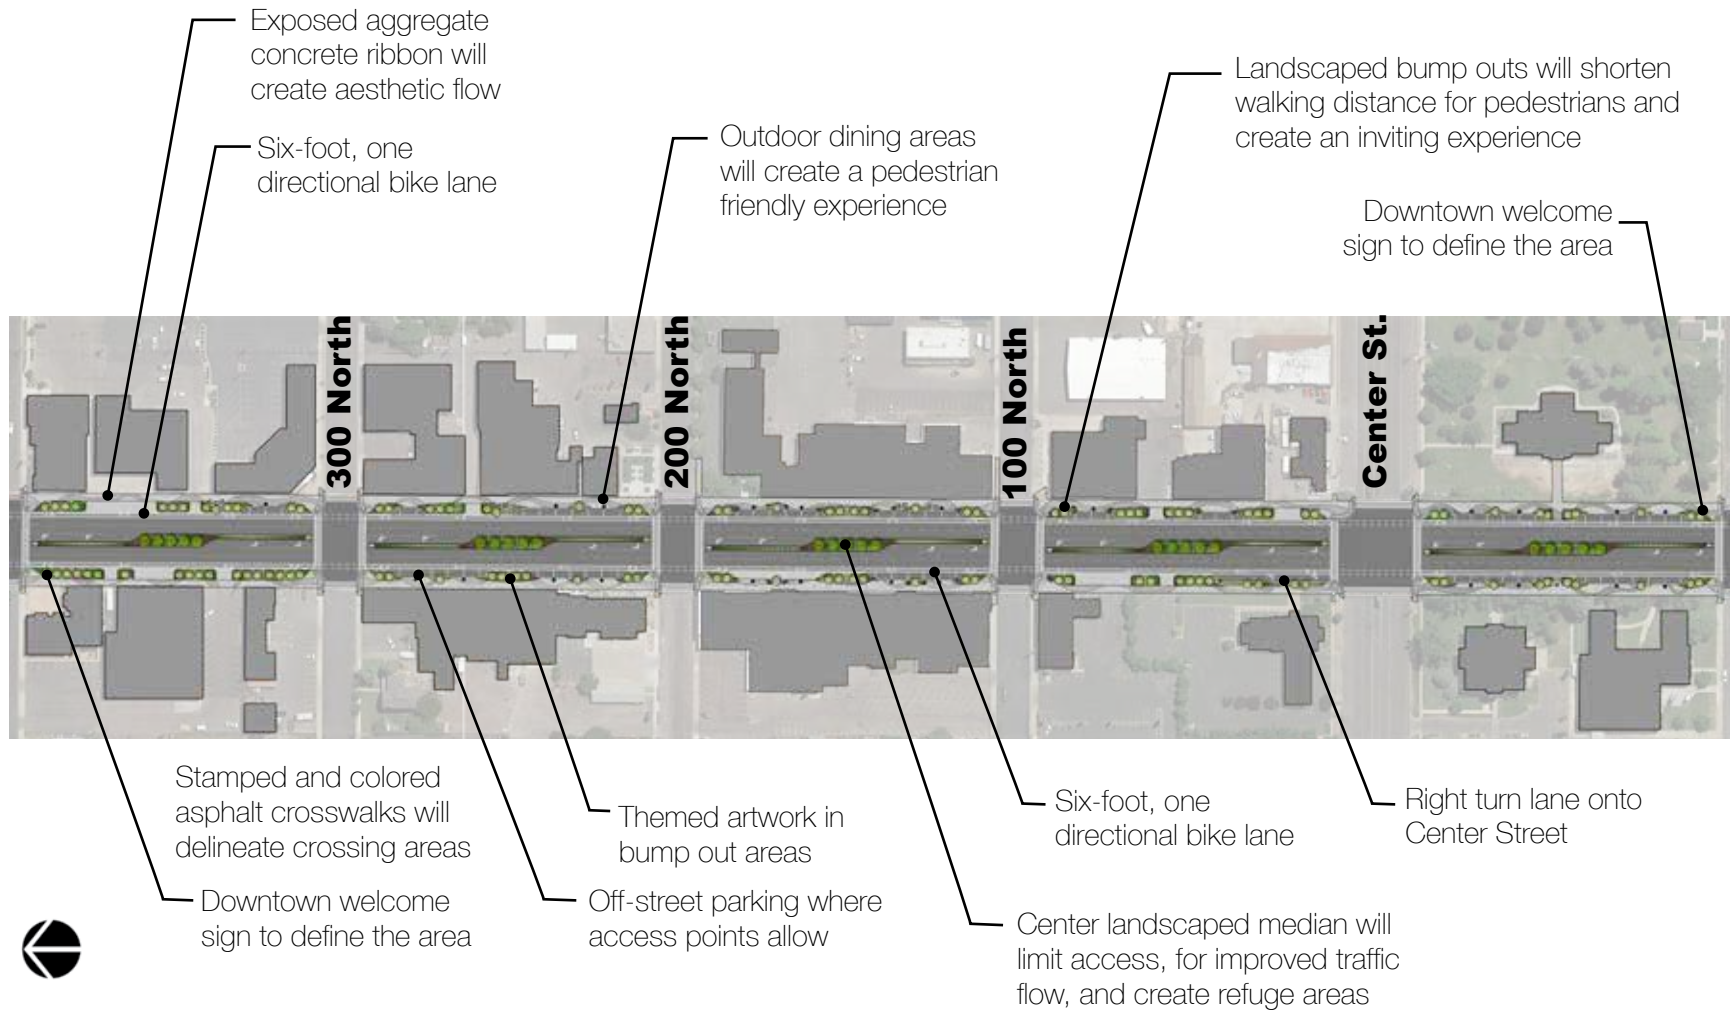 Exposed aggregate
concrete ribbon will
create aesthetic flow
Six-foot, one
directional bike lane
Outdoor dining areas
will create a pedestrian
friendly experience
Landscaped bump outs will shorten
walking distance for pedestrians and
create an inviting experience
Downtown welcome
sign to define the area
300 North
200 North
100 North
Center St.
Stamped and colored
asphalt crosswalks will
delineate crossing areas
Downtown welcome
sign to define the area
Themed artwork in
bump out areas
Off-street parking where
access points allow
Six-foot, one
directional bike lane
Center landscaped median will
limit access, for improved traffic
flow, and create refuge areas
Right turn lane onto
Center Street